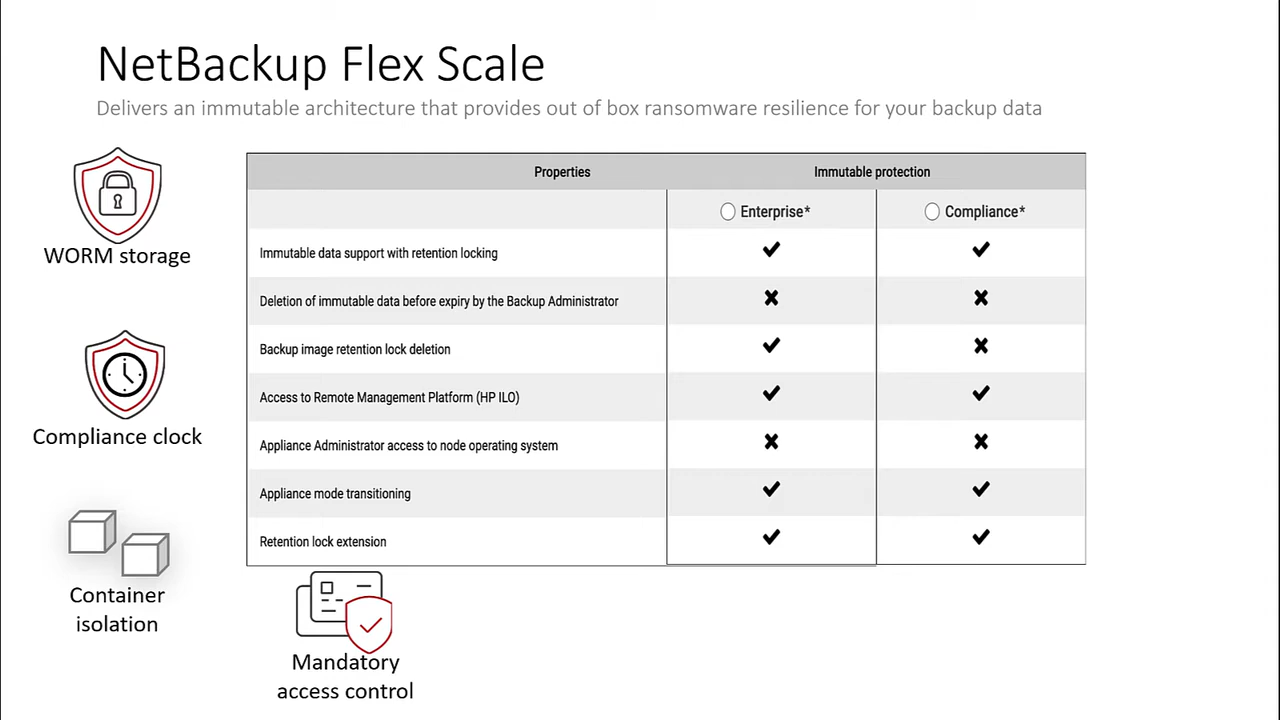 NetBackup Flex Scale
Delivers an immutable architecture that provides out of box ransomware resilience for your backup data
WORM storage
Compliance clock
Container
isolation
Properties Immutable protection
Enterprise* Compliance*
Immutable data support with retention locking
Deletion of immutable data before expiry by the Backup Administrator
Backup image retention lock deletion
Access to Remote Management Platform (HP ILO)
Appliance Administrator access to node operating system
Appliance mode transitioning
Retention lock extension
Mandatory
access control